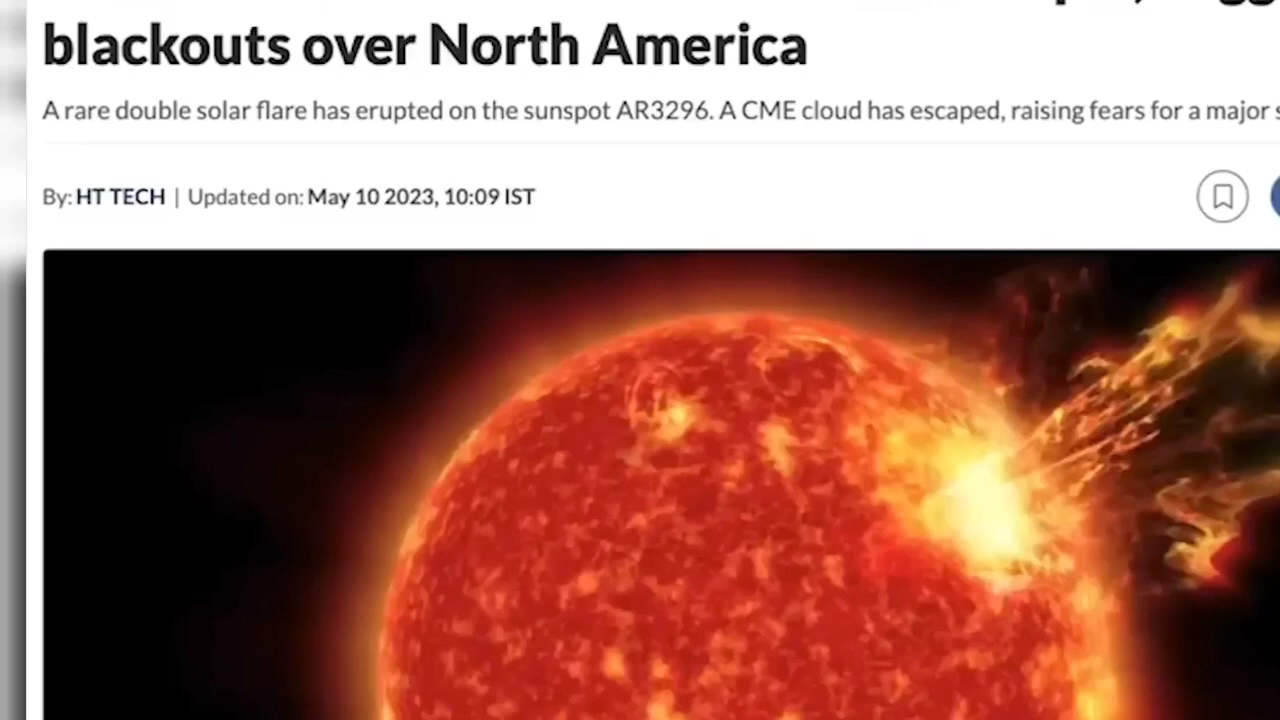 blackouts over North America
A rare double solar flare has erupted on the sunspot AR3296. A CME cloud has escaped, raising fears for a major
By: HT TECH | Updated on: May 10 2023, 10:09 IST